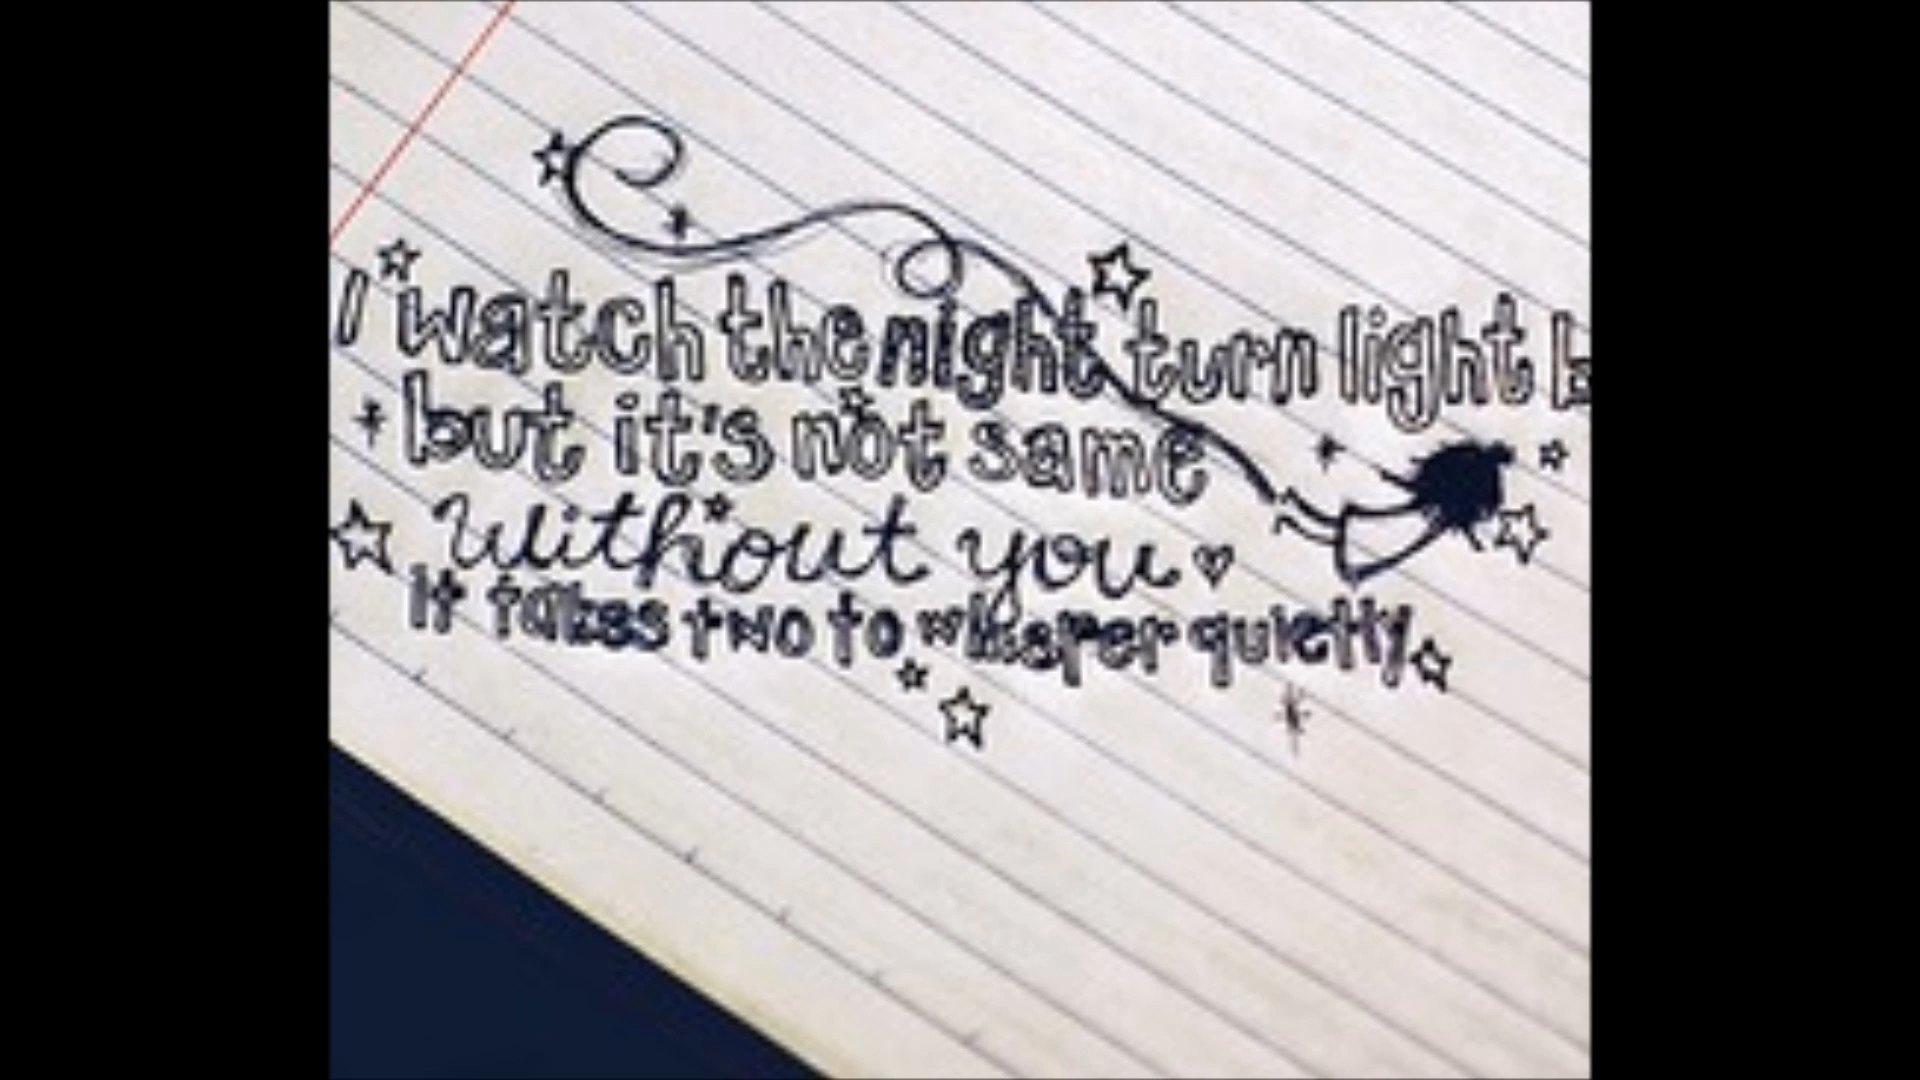 I watch the night turn light b
but it's not same
without you
It takes two to whisper quietly